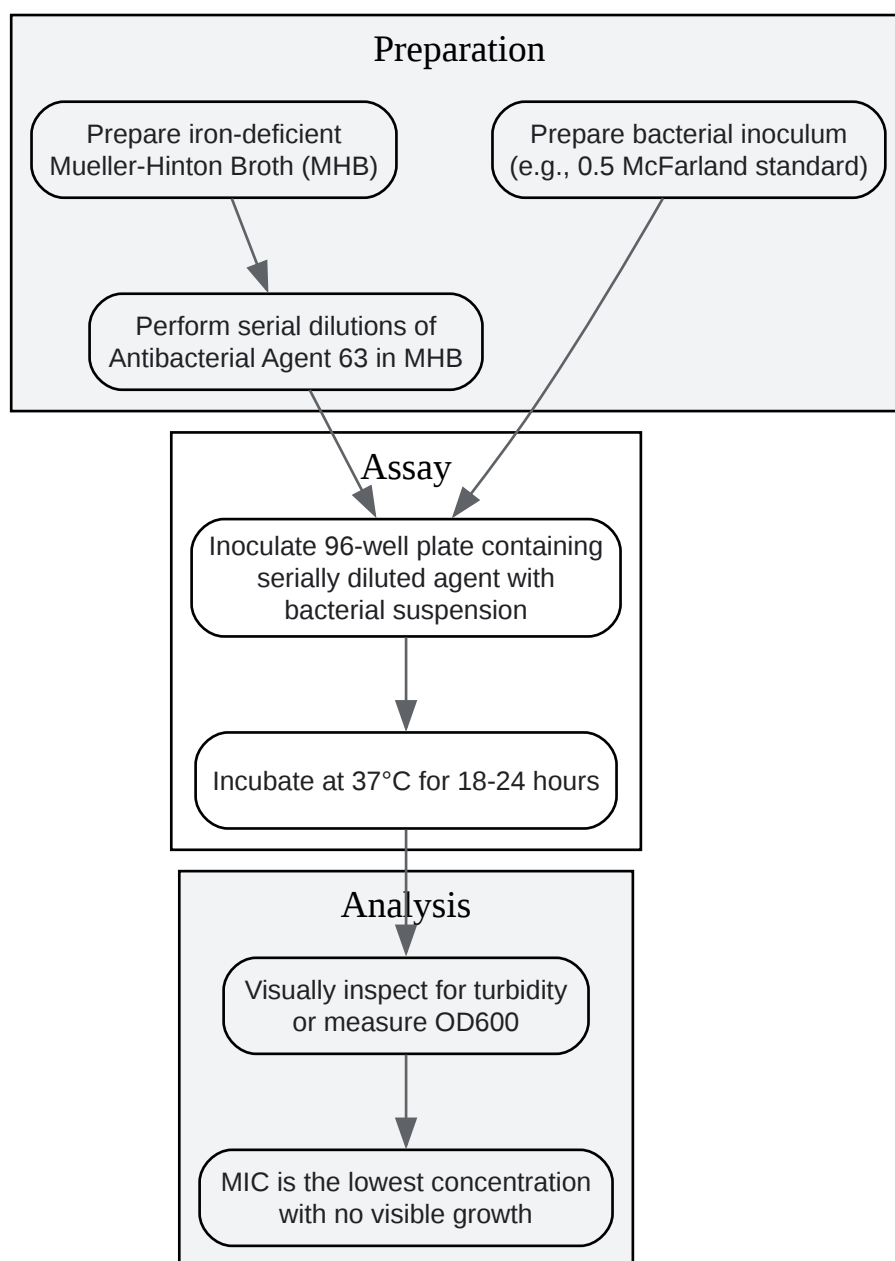 Preparation
Prepare iron-deficient
Mueller-Hinton Broth (MHB)
Prepare bacterial inoculum
(e.g., 0.5 McFarland standard)
Perform serial dilutions of
Antibacterial Agent 63 in MHB
Assay
Inoculate 96-well plate containing
serially diluted agent with
bacterial suspension
Incubate at 37°C for 18-24 hours
Analysis
Visually inspect for turbidity
or measure OD600
MIC is the lowest concentration
with no visible growth